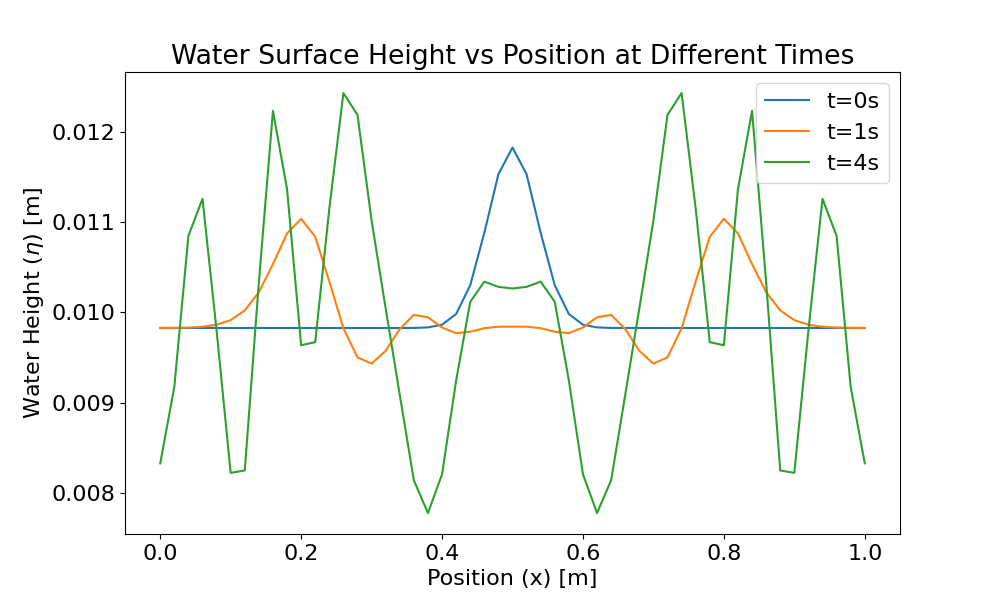 Water Surface Height vs Position at Different Times
t=0s
t=1s
t=4s
Water Height (η) [m]
0.012
0.011
0.010
0.009
0.008
0.0 0.2 0.4 0.6 0.8 1.0
Position (x) [m]